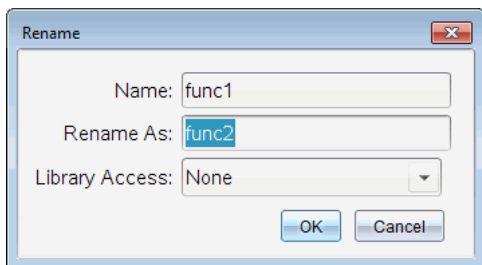 Rename
Name: func1
Rename As: func2
Library Access: None
OK Cancel